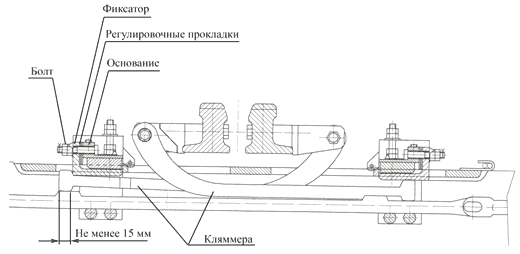 Фиксатор
Регулировочные прокладки
Основание
Болт
Не менее 15 мм
Кляммера